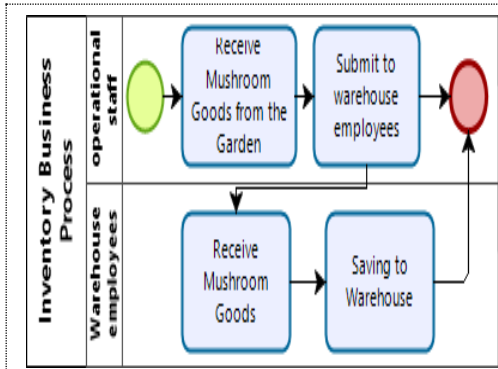 Inventory Business
Process
operational
staff
Receive
Mushroom
Goods from the
Garden
Submit to
warehouse
employees
Warehouse
employees
Receive
Mushroom
Goods
Saving to
Warehouse